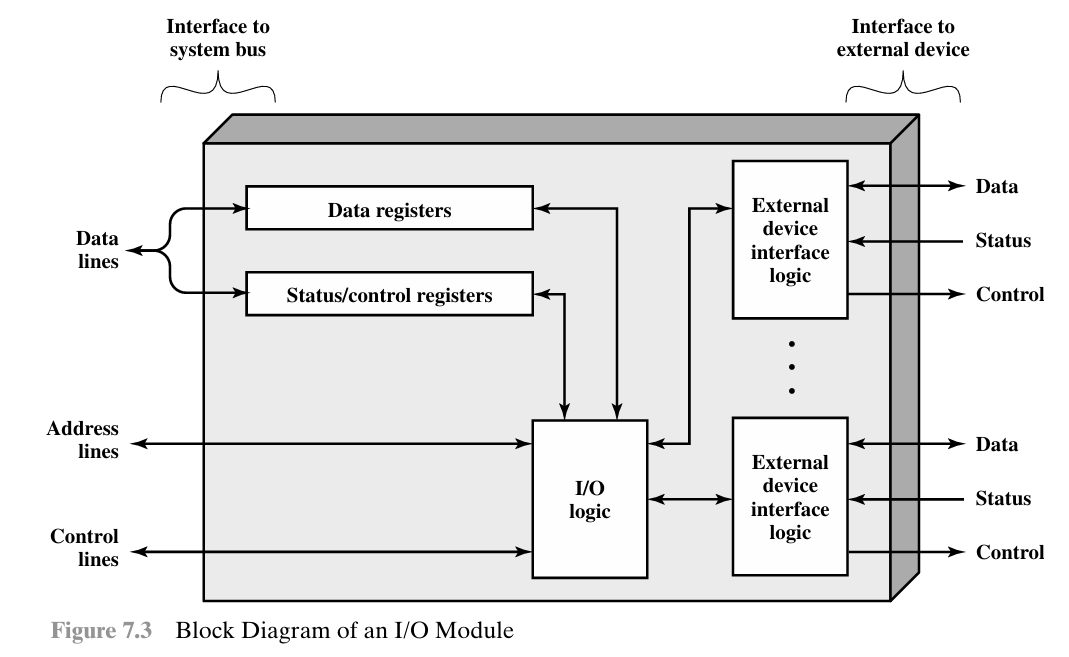 Interface to
system bus
Interface to
external device
Data
lines
Data registers
Status/control registers
Address
lines
Control
lines
I/O
logic
External
device
interface
logic
Data
Status
Control
External
device
interface
logic
Data
Status
Control
Figure 7.3 Block Diagram of an I/O Module